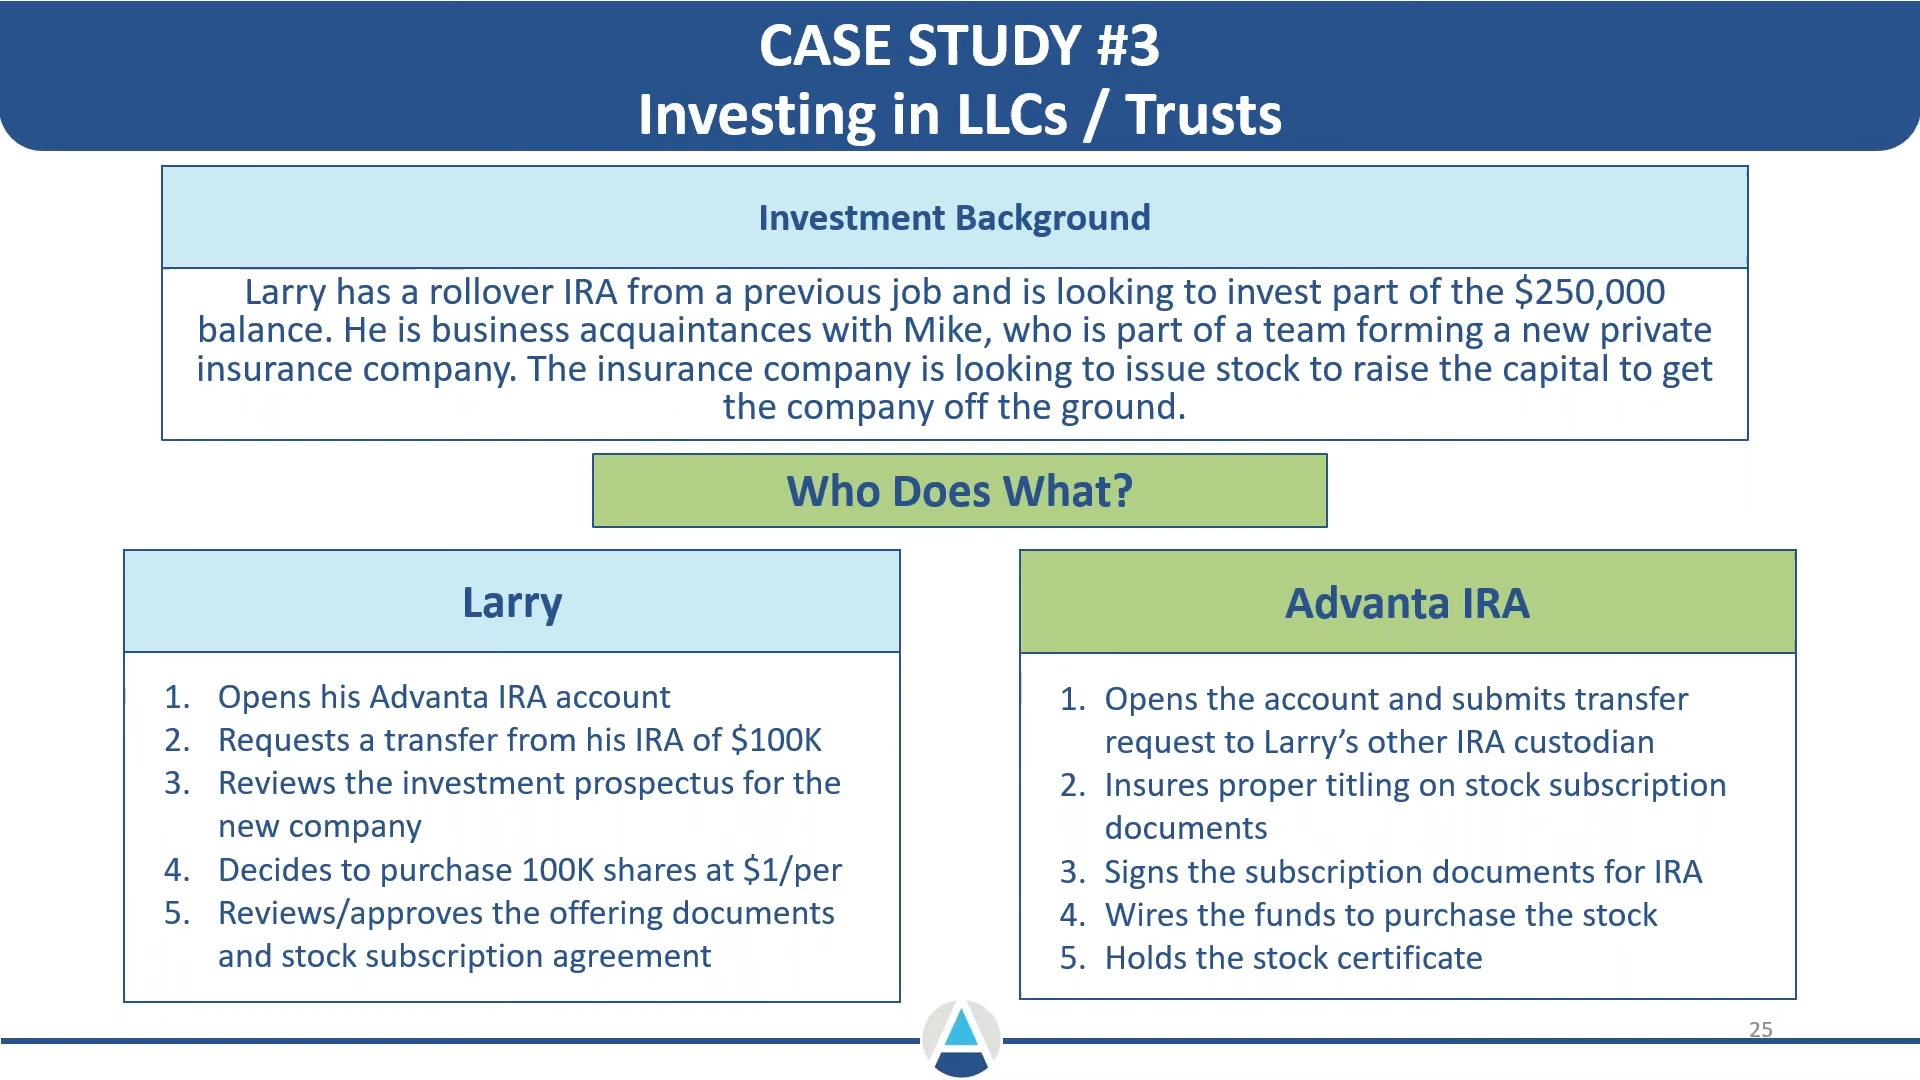 CASE STUDY #3
Investing in LLCs / Trusts
Investment Background
Larry has a rollover IRA from a previous job and is looking to invest part of the $250,000
balance. He is business acquaintances with Mike, who is part of a team forming a new private
insurance company. The insurance company is looking to issue stock to raise the capital to get
the company off the ground.
Who Does What?
Larry
1. Opens his Advanta IRA account
2. Requests a transfer from his IRA of $100K
3. Reviews the investment prospectus for the
new company
4. Decides to purchase 100K shares at $1/per
5. Reviews/approves the offering documents
and stock subscription agreement
Advanta IRA
1. Opens the account and submits transfer
request to Larry’s other IRA custodian
2. Insures proper titling on stock subscription
documents
3. Signs the subscription documents for IRA
4. Wires the funds to purchase the stock
5. Holds the stock certificate
25